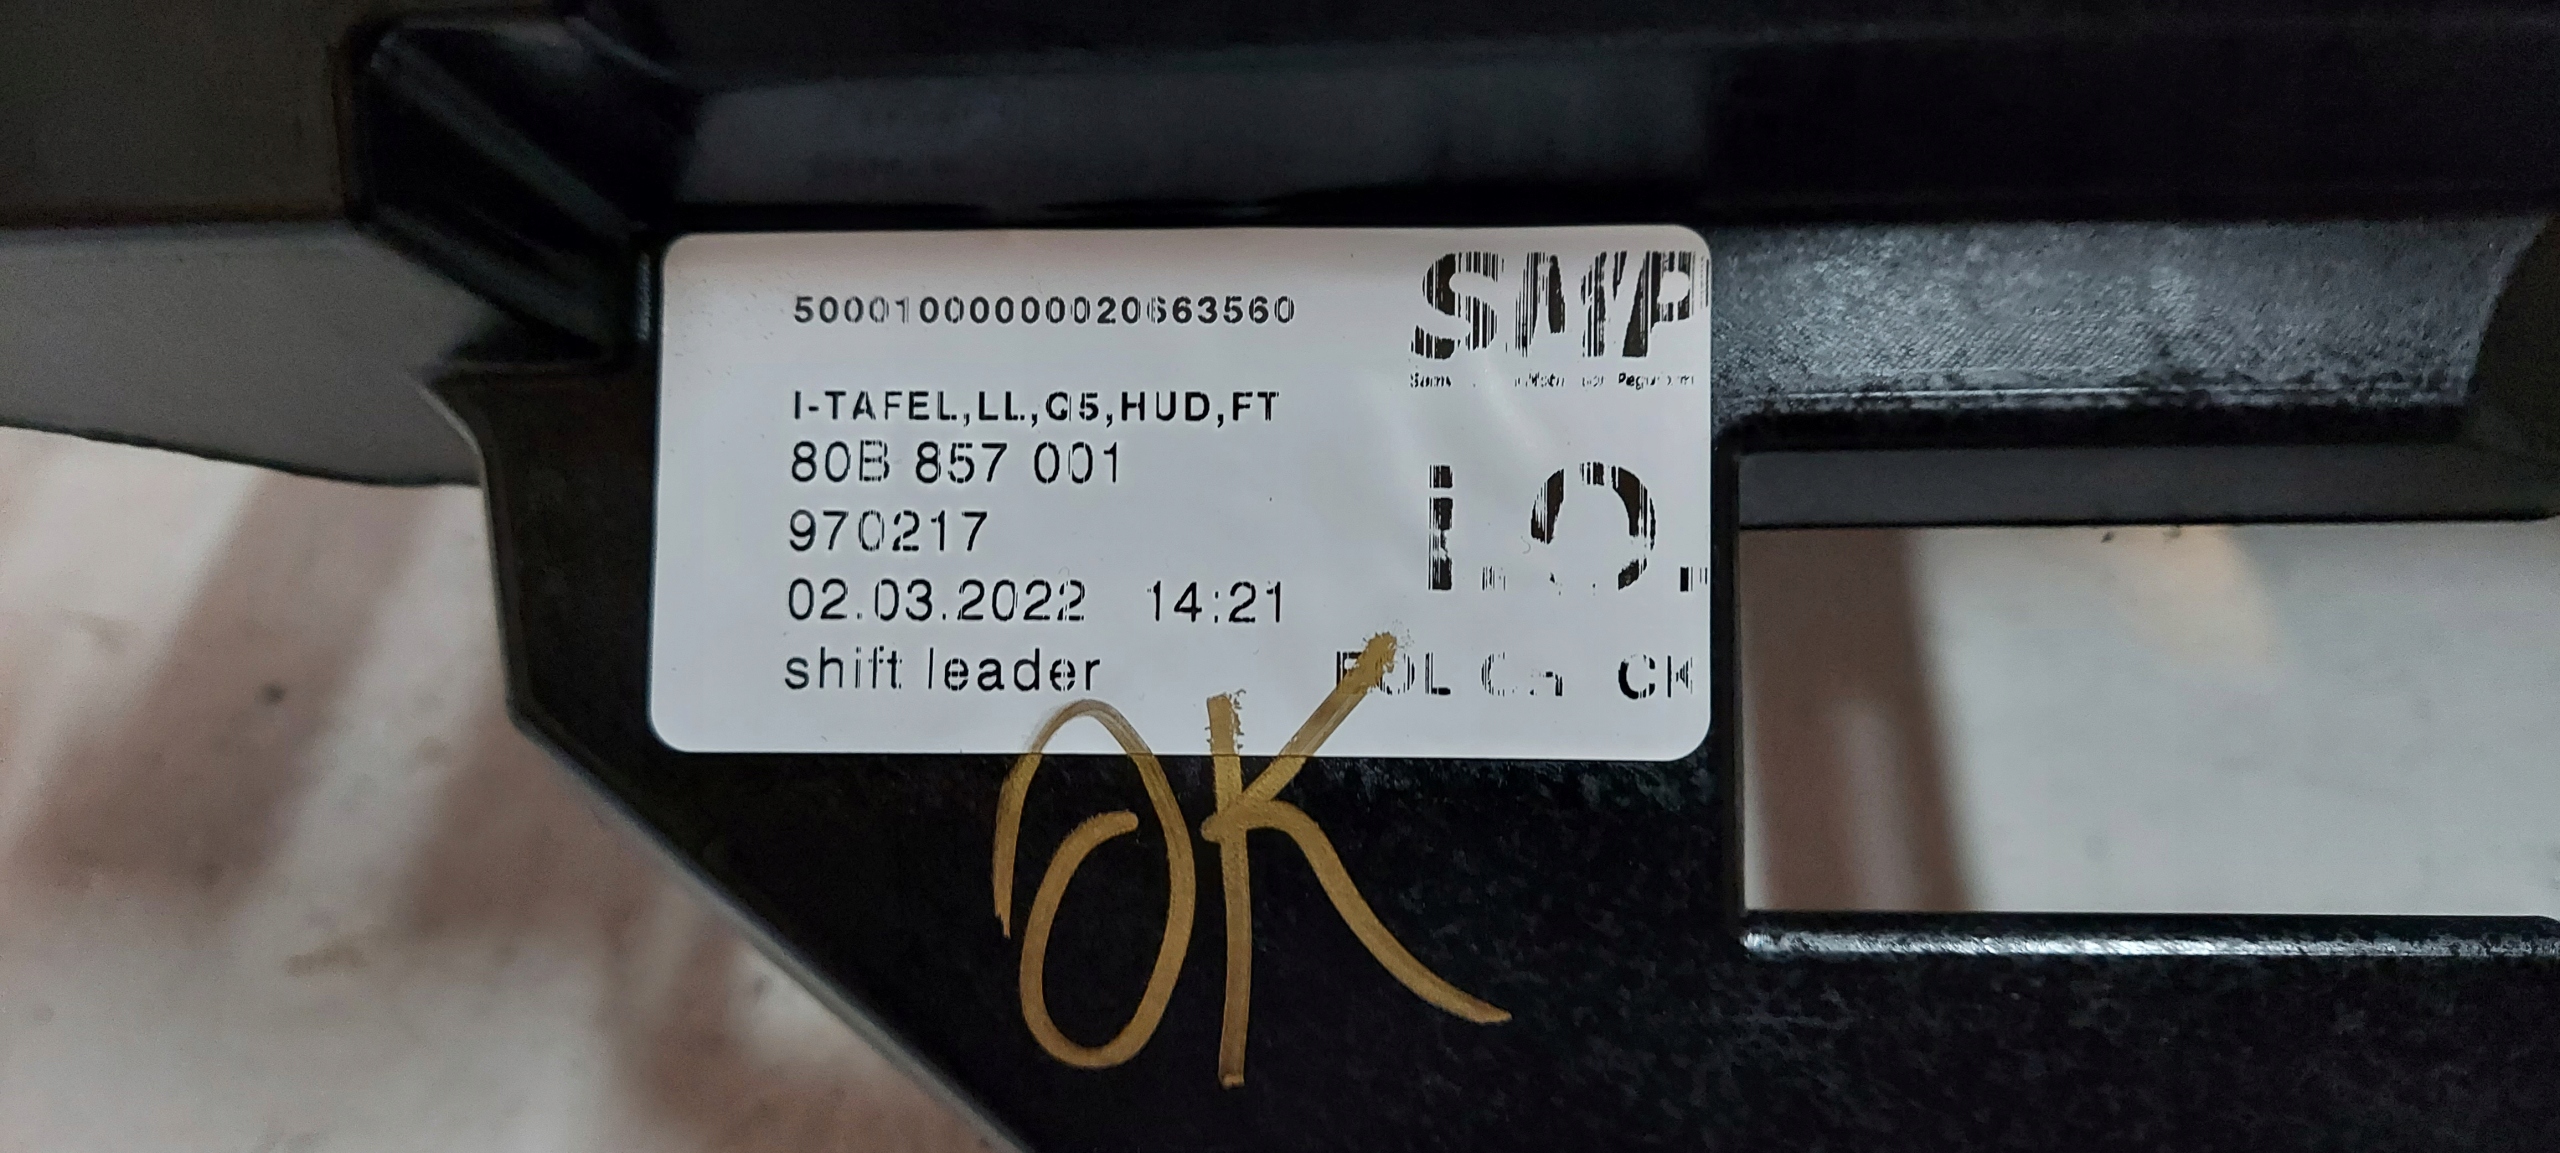 50001000000020663560
SMP
I-TAFEL,LL,G5,HUD,FT
80B 857 001
970217
i.O.
02.03.2022 14:21
shift leader
OK